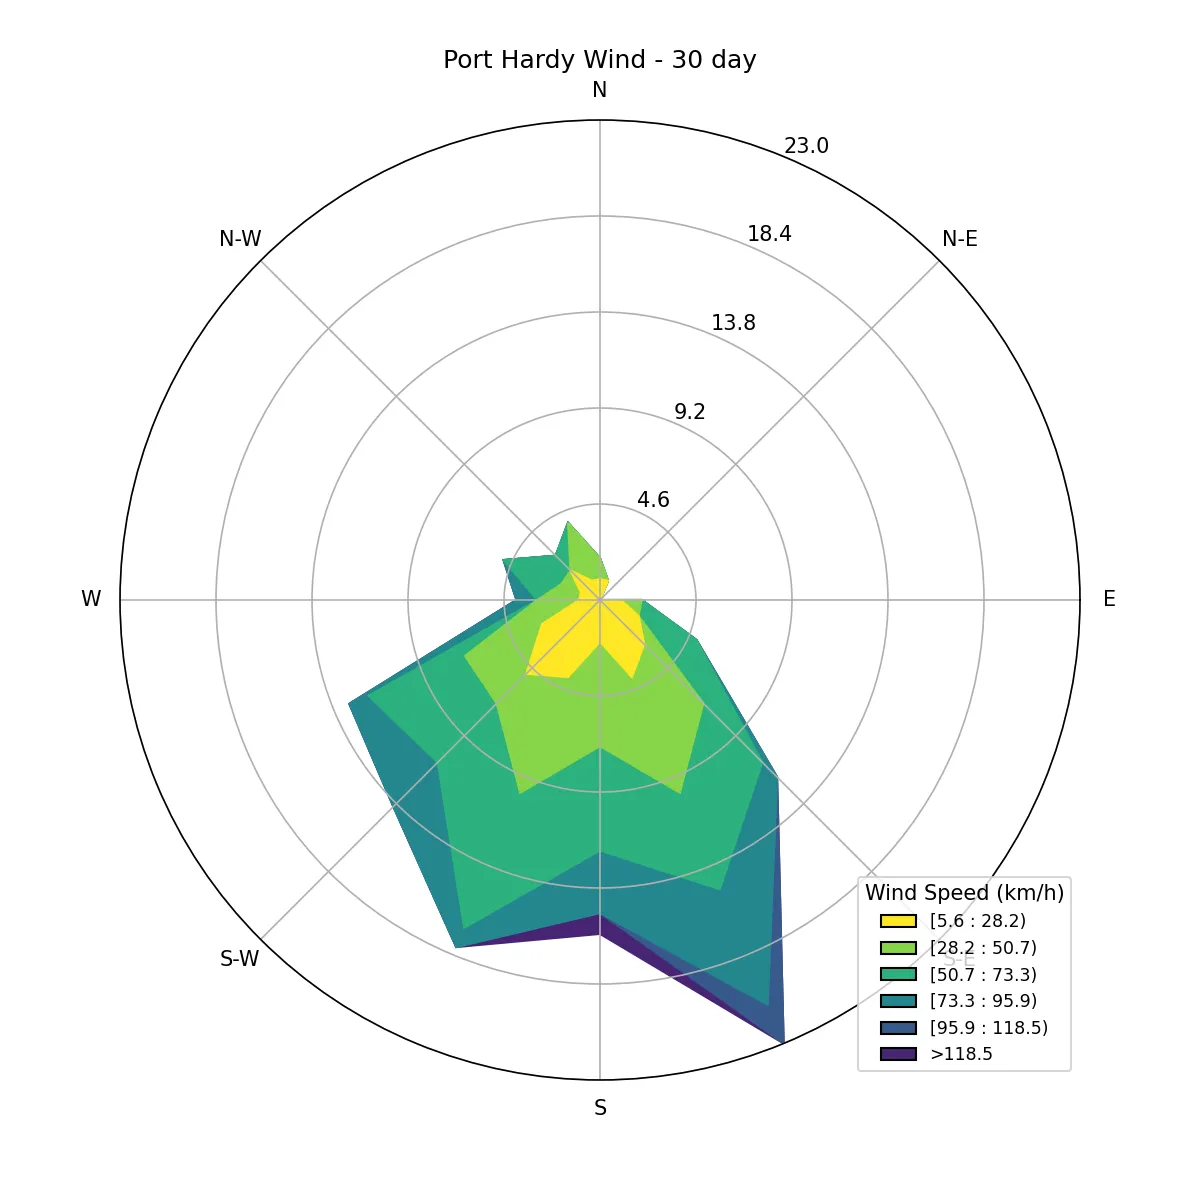 Port Hardy Wind - 30 day
N
23.0
N-W
18.4
N-E
13.8
9.2
4.6
W
E
Wind Speed (km/h)
[5.6 : 28.2)
[28.2 : 50.7)
S-W
S-E
[50.7 : 73.3)
[73.3 : 95.9)
[95.9 : 118.5)
>118.5
S